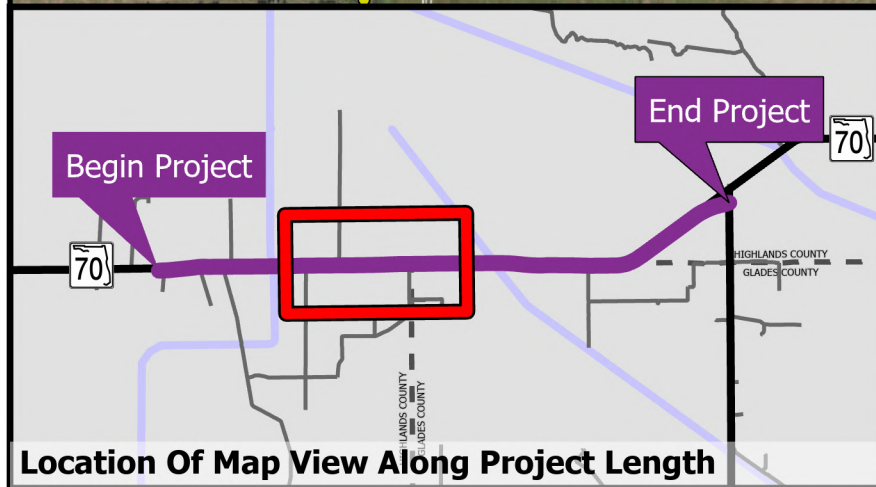 End Project
70
Begin Project
70
HIGHLANDS COUNTY
GLADES COUNTY
HIGHLANDS COUNTY
GLADES COUNTY
Location Of Map View Along Project Length